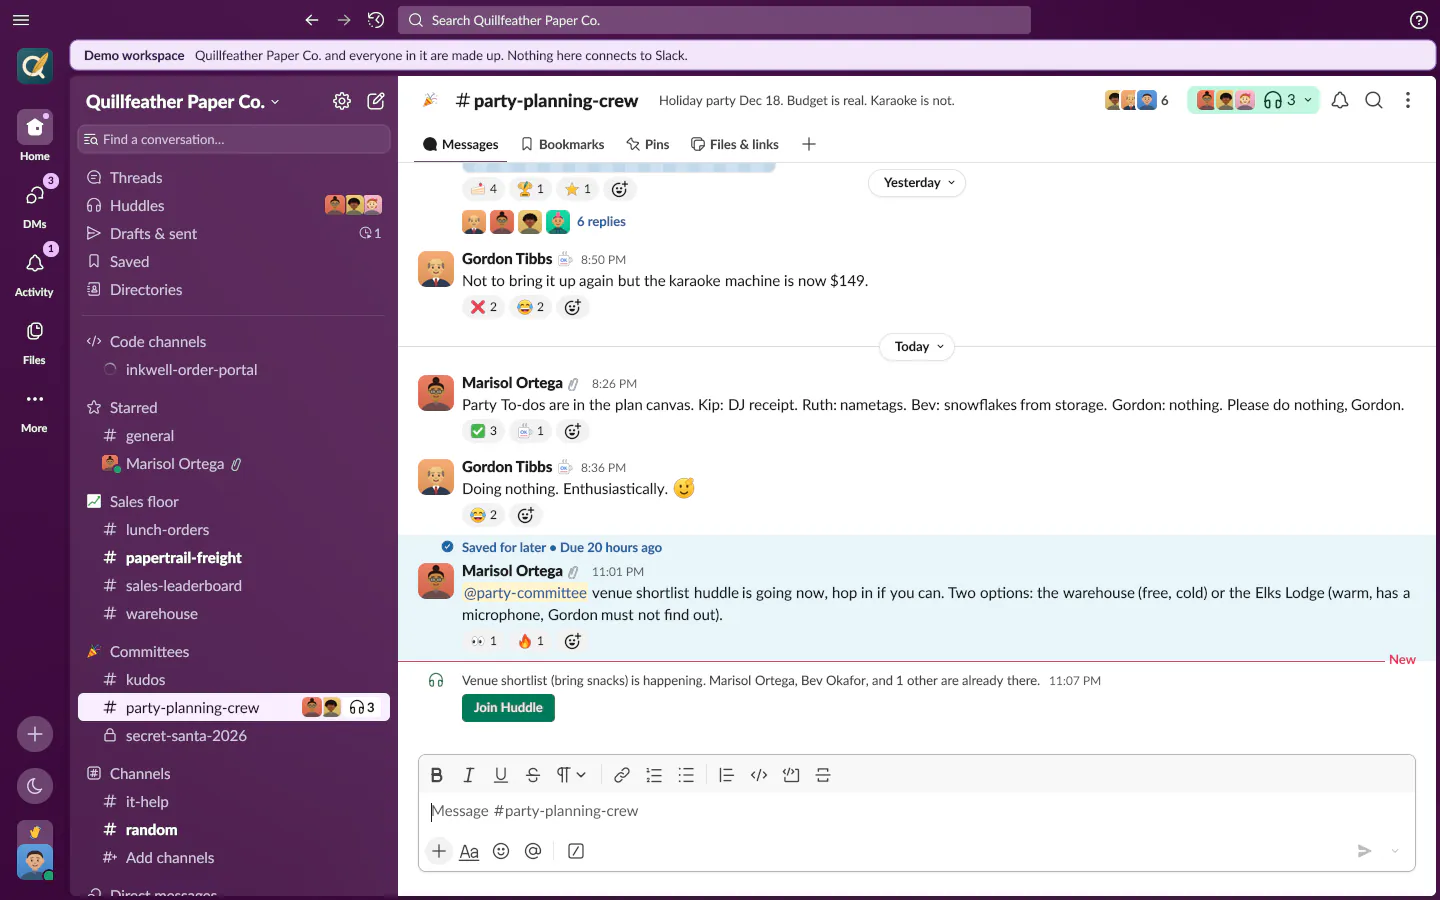 Search Quillfeather Paper Co.
Demo workspace Quillfeather Paper Co. and everyone in it are made up. Nothing here connects to Slack.
Quillfeather Paper Co.
Find a conversation...
Home
3
DMs
1
Activity
Files
More
Threads
Huddles
Drafts & sent 1
Saved
Directories
Code channels
inkwell-order-portal
Starred
general
Marisol Ortega
Sales floor
lunch-orders
papertrail-freight
sales-leaderboard
warehouse
Committees
kudos
party-planning-crew 3
secret-santa-2026
Channels
it-help
random
Add channels
Direct messages
# party-planning-crew Holiday party Dec 18. Budget is real. Karaoke is not. 6 3
Messages Bookmarks Pins Files & links
Yesterday
4 1 1
6 replies
Gordon Tibbs OK 8:50 PM
Not to bring it up again but the karaoke machine is now $149.
2 2
Today
Marisol Ortega 8:26 PM
Party To-dos are in the plan canvas. Kip: DJ receipt. Ruth: nametags. Bev: snowflakes from storage. Gordon: nothing. Please do nothing, Gordon.
3 OK 1
Gordon Tibbs OK 8:36 PM
Doing nothing. Enthusiastically.
2
Saved for later • Due 20 hours ago
Marisol Ortega 11:01 PM
@party-committee venue shortlist huddle is going now, hop in if you can. Two options: the warehouse (free, cold) or the Elks Lodge (warm, has a
microphone, Gordon must not find out).
1 1
New
Venue shortlist (bring snacks) is happening. Marisol Ortega, Bev Okafor, and 1 other are already there. 11:07 PM
Join Huddle
B I U S
Message #party-planning-crew
Aa